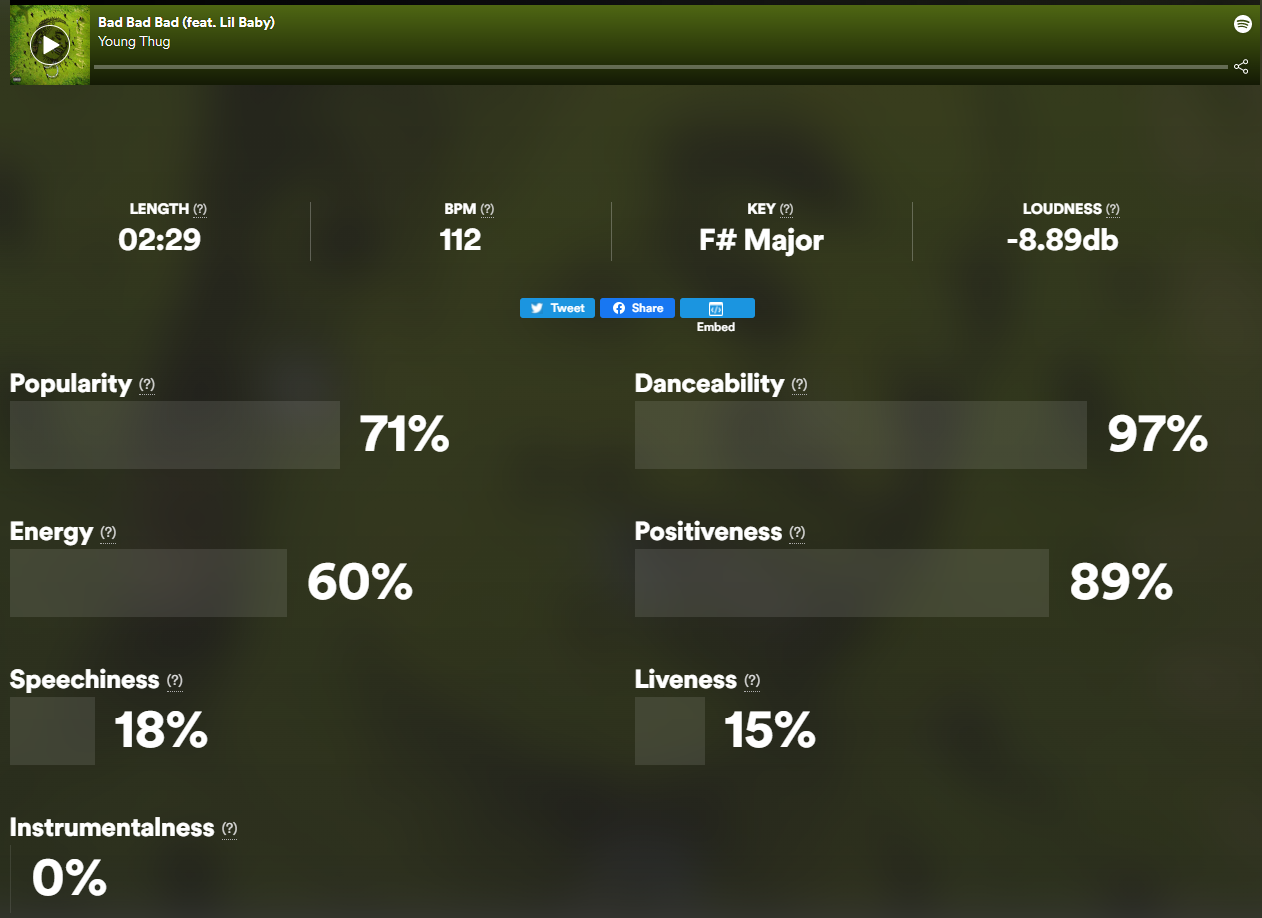 Bad Bad Bad (feat. Lil Baby)
Young Thug
LENGTH (?)
02:29
BPM (?)
112
KEY (?)
F# Major
LOUDNESS (?)
-8.89db
Tweet
Share
Embed
Popularity (?)
71%
Danceability (?)
97%
Energy (?)
60%
Positiveness (?)
89%
Speechiness (?)
18%
Liveness (?)
15%
Instrumentalness (?)
0%